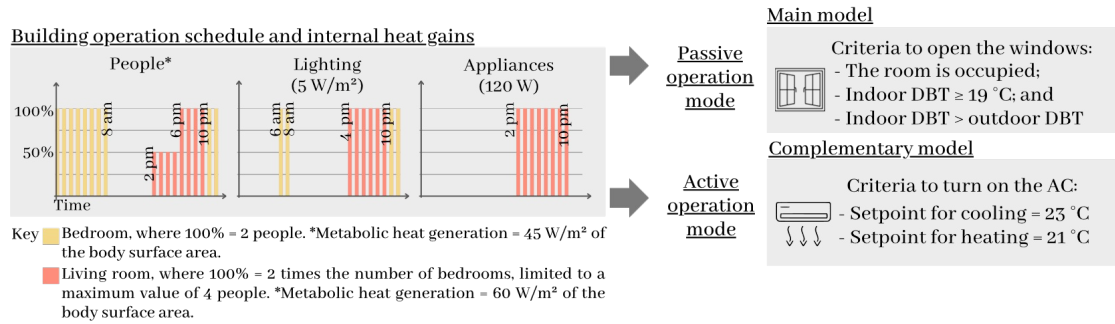 Building operation schedule and internal heat gains
People*
100%
50%
8 am
2 pm
6 pm
10 pm
Time
Lighting
(5 W/m²)
6 am
8 am
4 pm
10 pm
Appliances
(120 W)
2 pm
10 pm
Key
Bedroom, where 100% = 2 people. *Metabolic heat generation = 45 W/m² of
the body surface area.
Living room, where 100% = 2 times the number of bedrooms, limited to a
maximum value of 4 people. *Metabolic heat generation = 60 W/m² of the
body surface area.
Passive
operation
mode
Active
operation
mode
Main model
Criteria to open the windows:
- The room is occupied;
- Indoor DBT ≥ 19 °C; and
- Indoor DBT > outdoor DBT
Complementary model
Criteria to turn on the AC:
- Setpoint for cooling = 23 °C
- Setpoint for heating = 21 °C